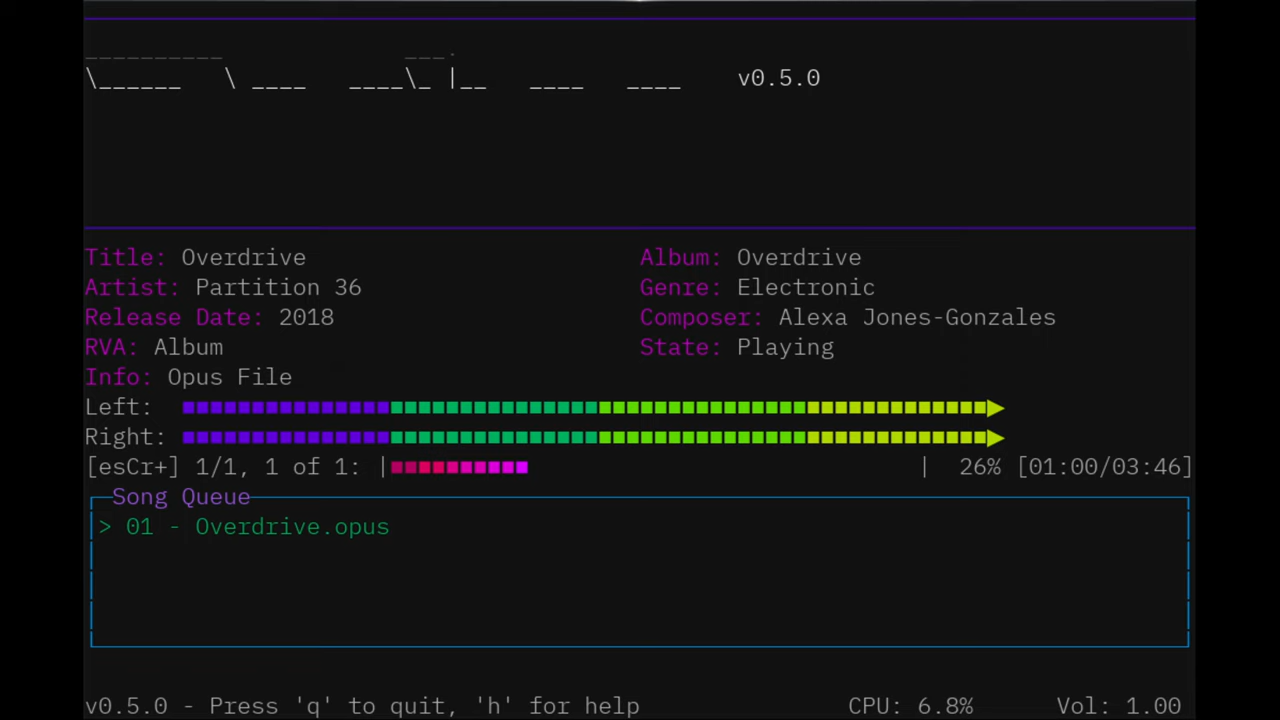 v0.5.0
Title: Overdrive Album: Overdrive
Artist: Partition 36 Genre: Electronic
Release Date: 2018 Composer: Alexa Jones-Gonzales
RVA: Album State: Playing
Info: Opus File
Left:
Right:
[esCr+] 1/1, 1 of 1: | | 26% [01:00/03:46]
Song Queue
> 01 - Overdrive.opus
v0.5.0 - Press 'q' to quit, 'h' for help CPU: 6.8% Vol: 1.00